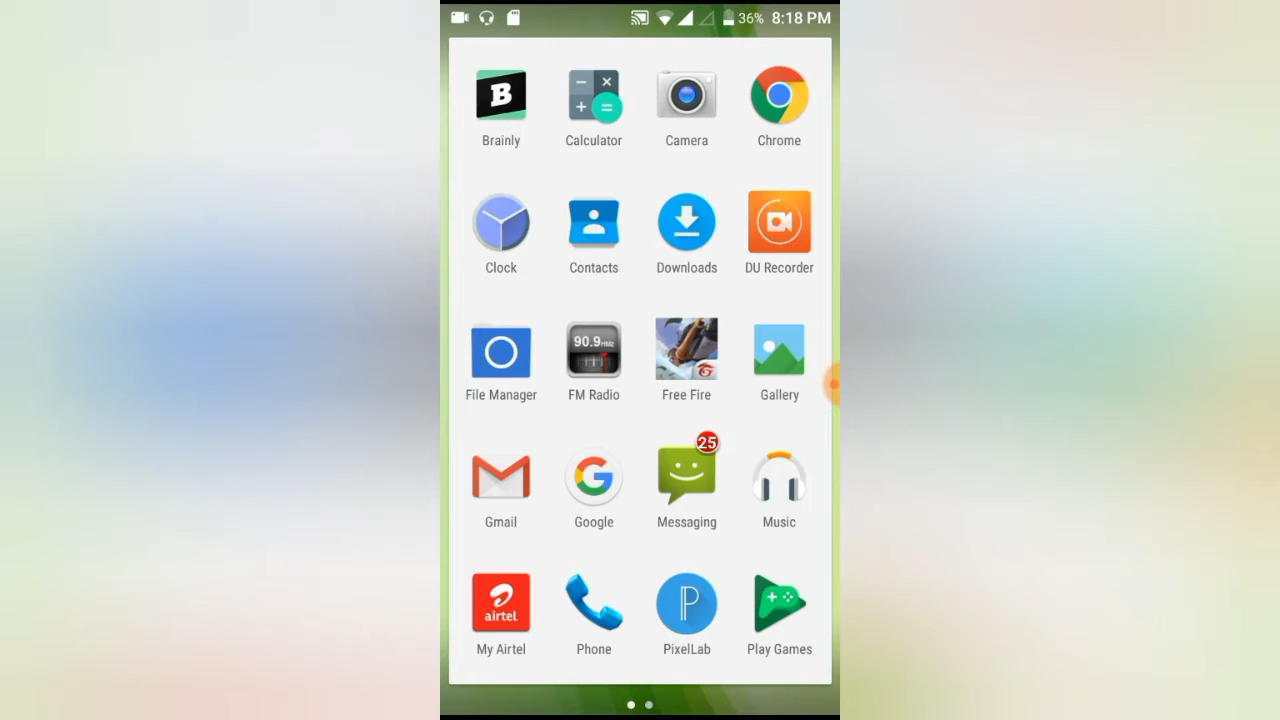 36% 8:18 PM
B
Brainly Calculator Camera Chrome
Clock Contacts Downloads DU Recorder
90.9 HMz
File Manager FM Radio Free Fire Gallery
25
G
Gmail Google Messaging Music
airtel
P
My Airtel Phone PixelLab Play Games